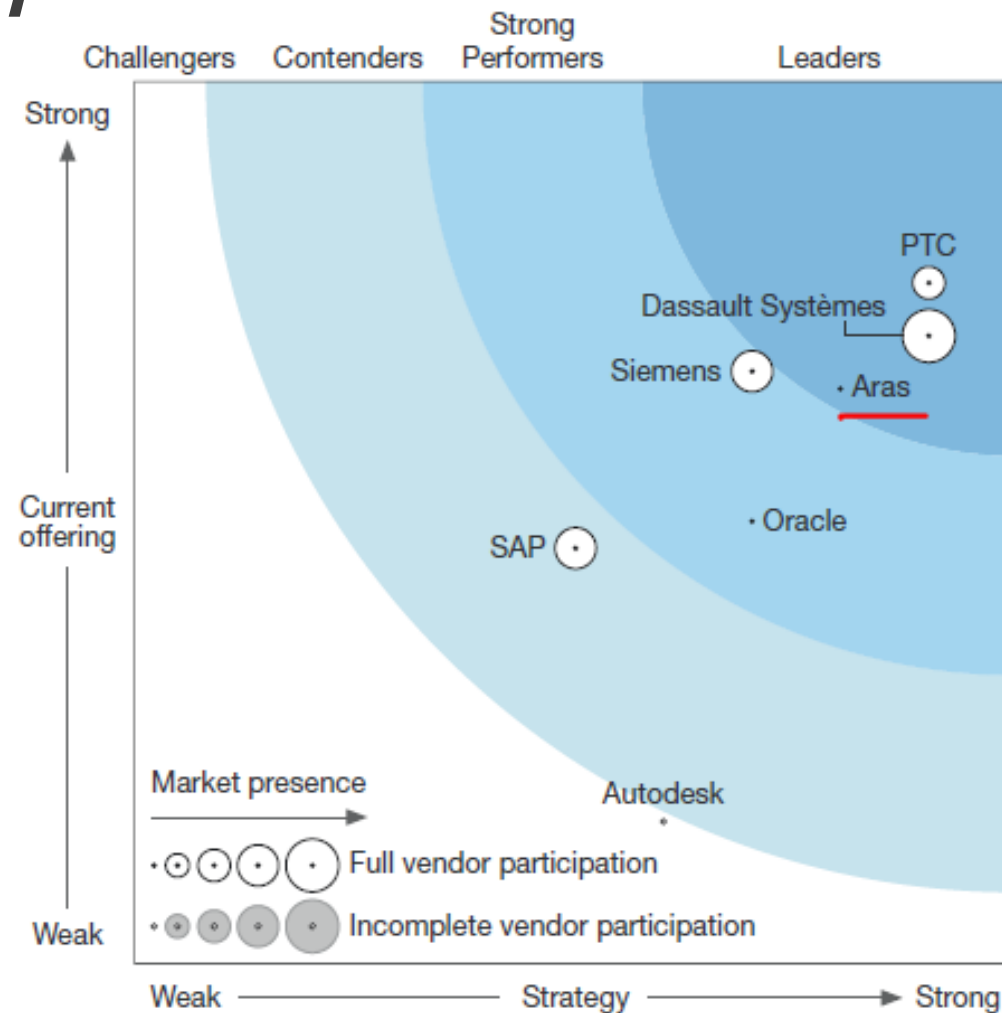 Challengers
Contenders
Strong
Performers
Leaders
Strong
PTC
Dassault Systèmes
Siemens
Aras
Current
offering
Oracle
SAP
Market presence
Autodesk
Full vendor participation
Incomplete vendor participation
Weak
Weak
Strategy
Strong